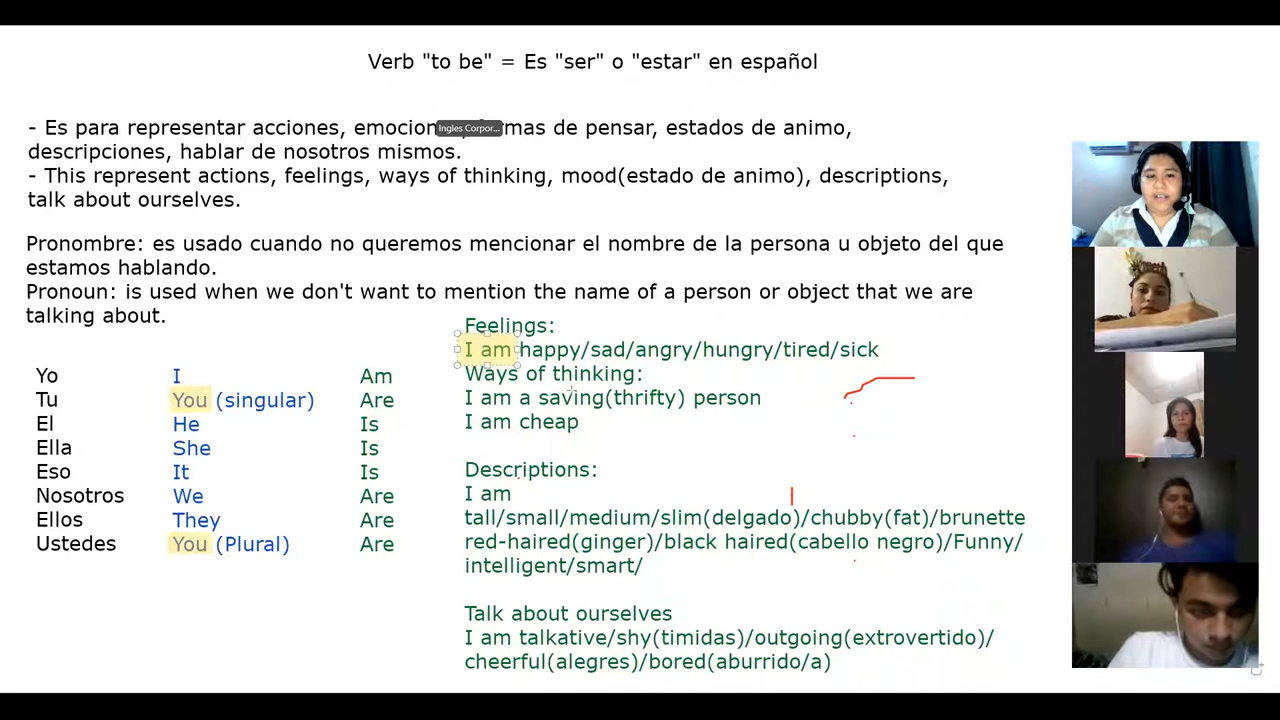 Verb "to be" = Es "ser" o "estar" en español
- Es para representar acciones, emocion rmas de pensar, estados de animo,
Ingles Corpor...
descripciones, hablar de nosotros mismos.
- This represent actions, feelings, ways of thinking, mood(estado de animo), descriptions,
talk about ourselves.
Pronombre: es usado cuando no queremos mencionar el nombre de la persona u objeto del que
estamos hablando.
Pronoun: is used when we don't want to mention the name of a person or object that we are
talking about.
Yo I Am
Tu You (singular) Are
El He Is
Ella She Is
Eso It Is
Nosotros We Are
Ellos They Are
Ustedes You (Plural) Are
Feelings:
I am happy/sad/angry/hungry/tired/sick
Ways of thinking:
I am a saving(thrifty) person
I am cheap
Descriptions:
I am
tall/small/medium/slim(delgado)/chubby(fat)/brunette
red-haired(ginger)/black haired(cabello negro)/Funny/
intelligent/smart/
Talk about ourselves
I am talkative/shy(timidas)/outgoing(extrovertido)/
cheerful(alegres)/bored(aburrido/a)